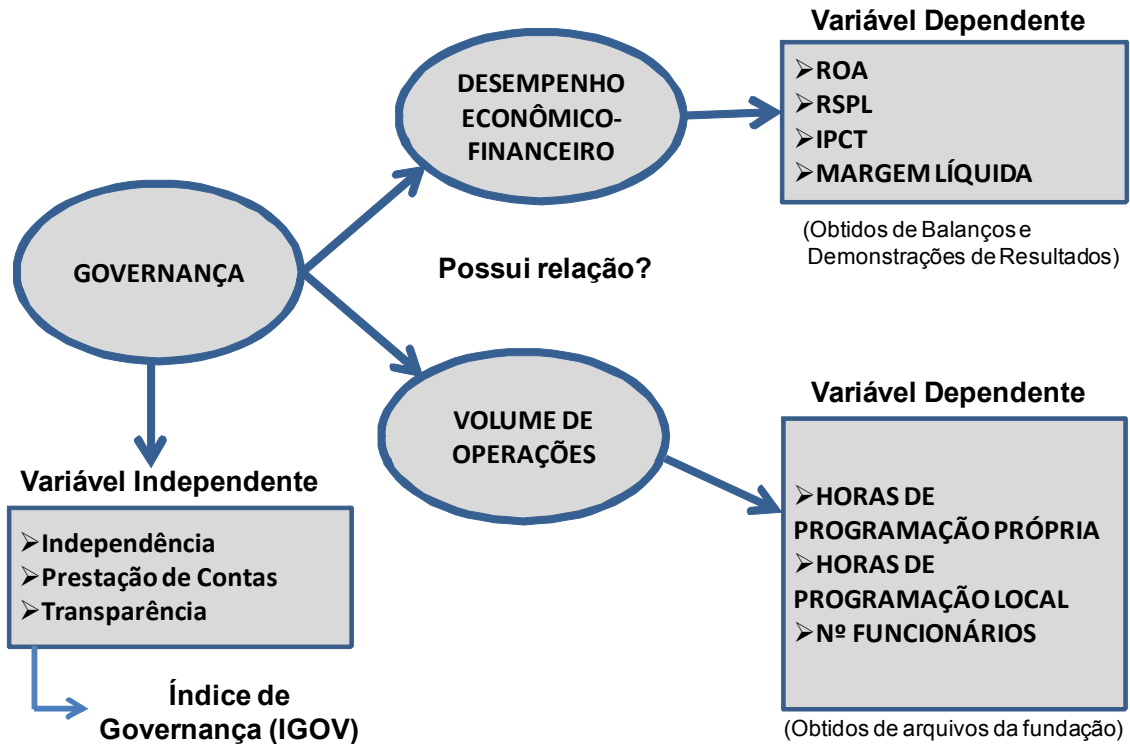 Variável Dependente
➢ROA
➢RSPL
➢IPCT
➢MARGEM LÍQUIDA
(Obtidos de Balanços e
Demonstrações de Resultados)
DESEMPENHO
ECONÔMICO-
FINANCEIRO
GOVERNANÇA
Possui relação?
VOLUME DE
OPERAÇÕES
Variável Dependente
➢HORAS DE
PROGRAMAÇÃO PRÓPRIA
➢HORAS DE
PROGRAMAÇÃO LOCAL
➢Nº FUNCIONÁRIOS
(Obtidos de arquivos da fundação)
Variável Independente
➢Independência
➢Prestação de Contas
➢Transparência
Índice de
Governança (IGOV)